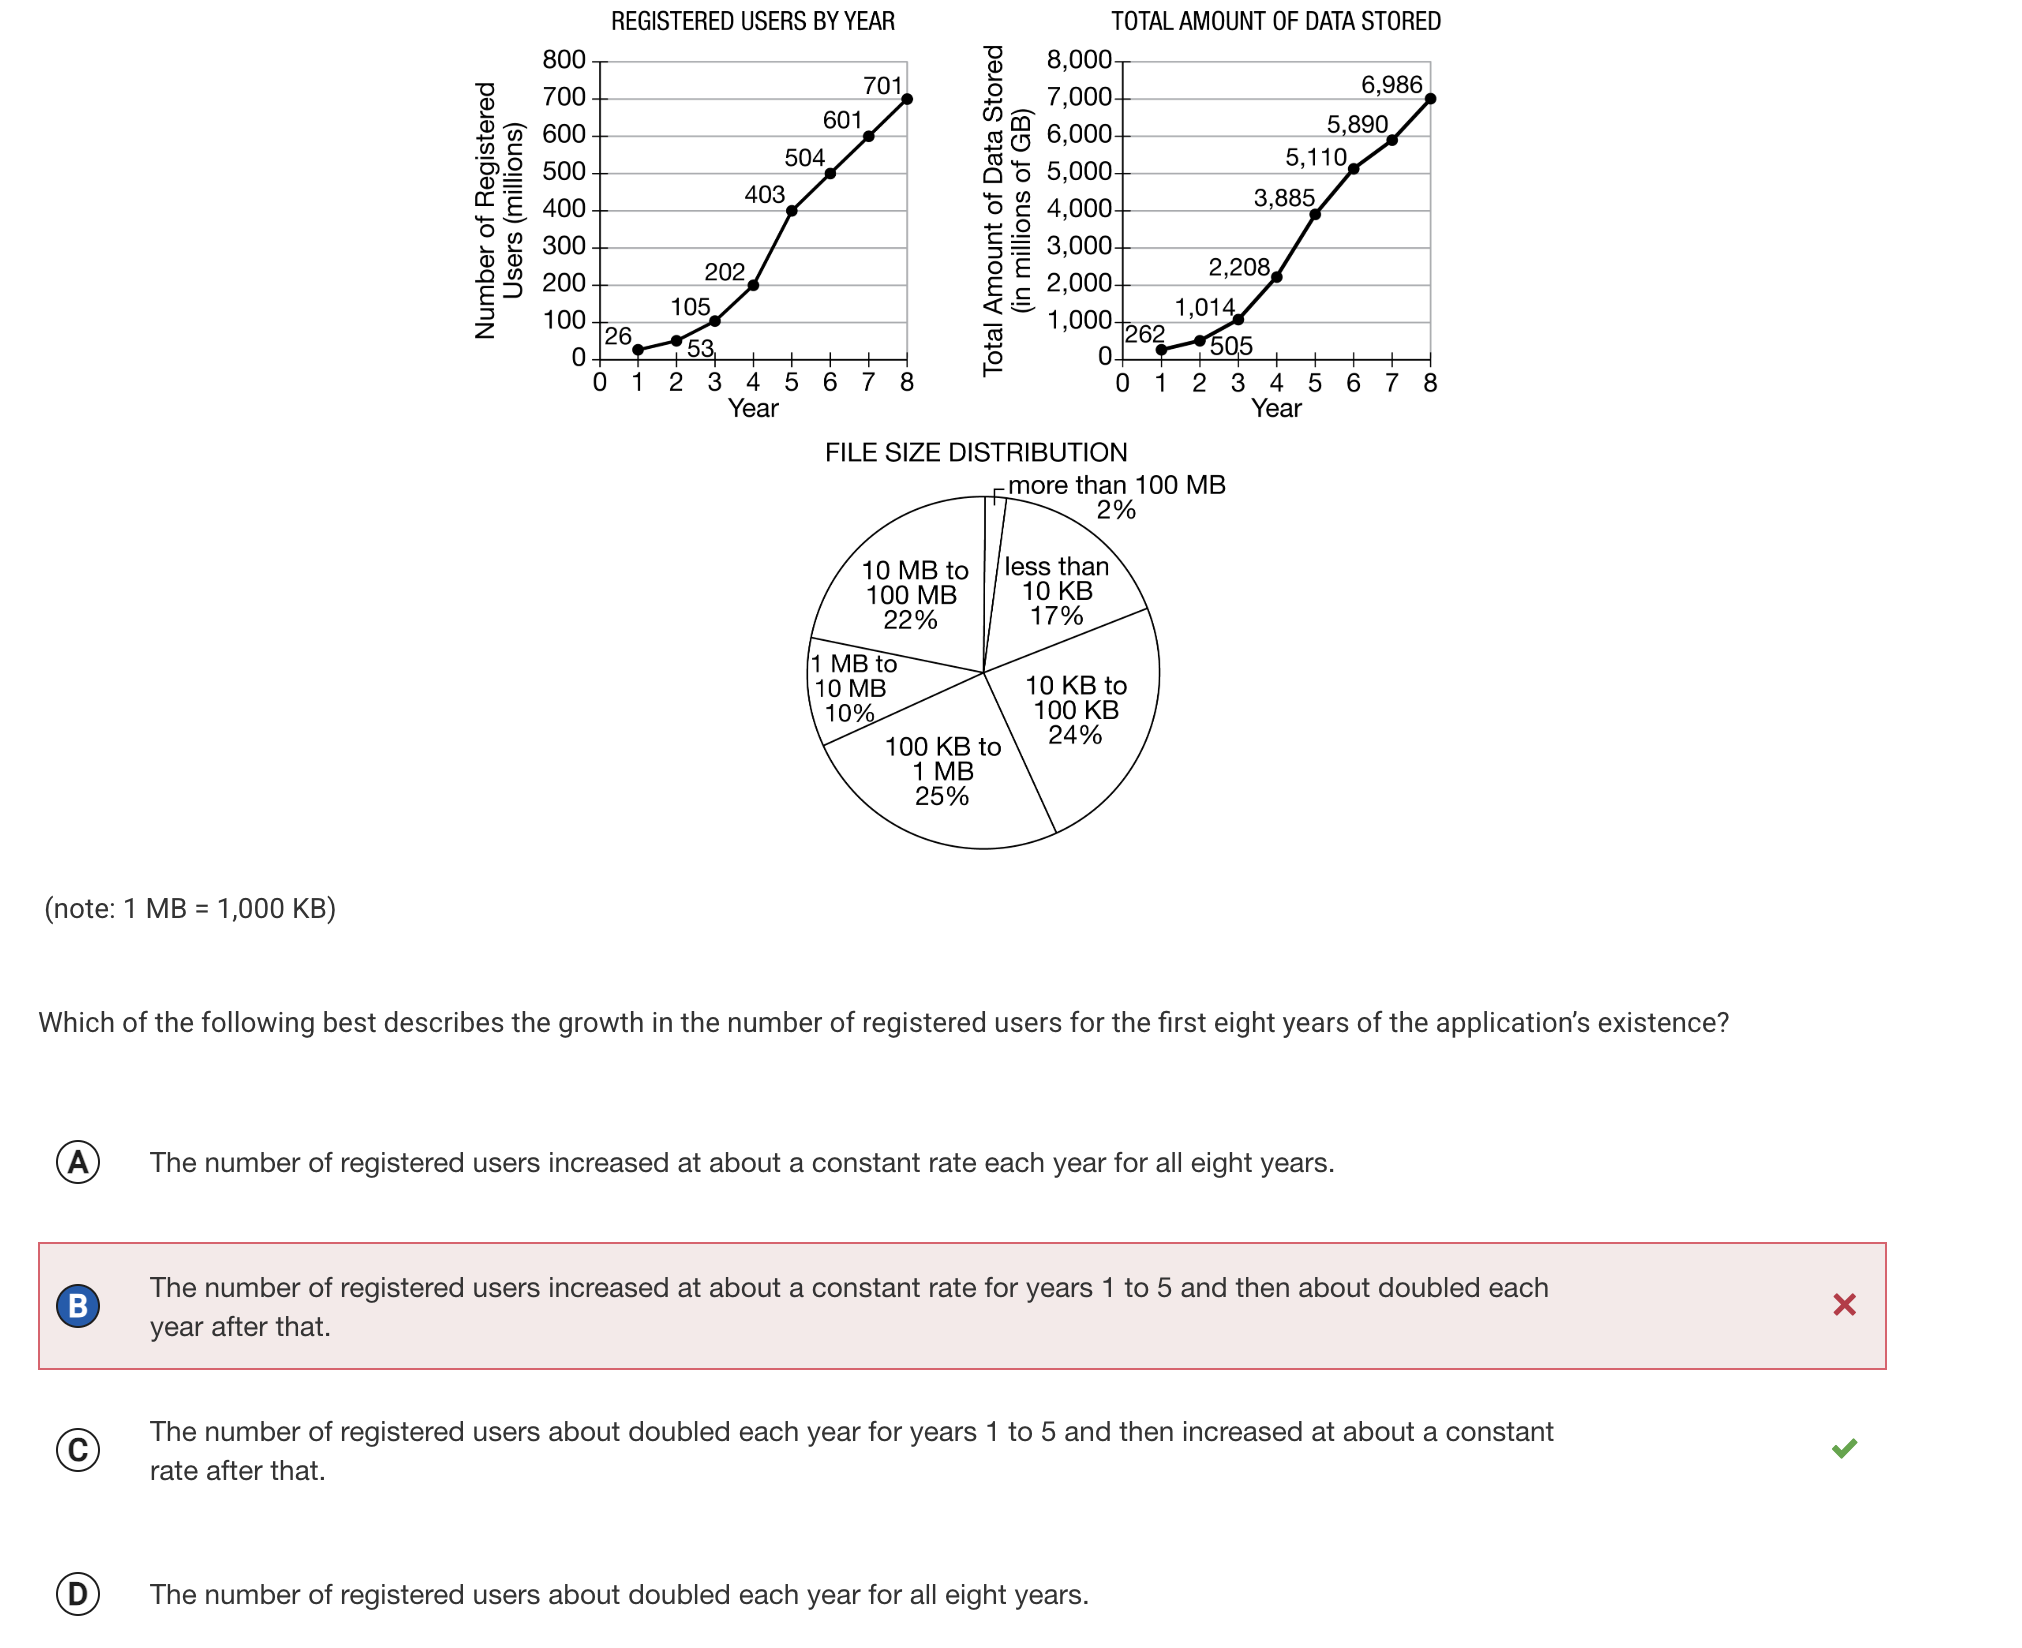 REGISTERED USERS BY YEAR
Number of Registered
Users (millions)
800
700
600
500
400
300
200
100
0
26
53
105
202
403
504
601
701
0 1 2 3 4 5 6 7 8
Year
TOTAL AMOUNT OF DATA STORED
Total Amount of Data Stored
(in millions of GB)
8,000
7,000
6,000
5,000
4,000
3,000
2,000
1,000
0
262
505
1,014
2,208
3,885
5,110
5,890
6,986
0 1 2 3 4 5 6 7 8
Year
FILE SIZE DISTRIBUTION
more than 100 MB
2%
less than
10 KB
17%
10 KB to
100 KB
24%
100 KB to
1 MB
25%
1 MB to
10 MB
10%
10 MB to
100 MB
22%
(note: 1 MB = 1,000 KB)
Which of the following best describes the growth in the number of registered users for the first eight years of the application’s existence?
A The number of registered users increased at about a constant rate each year for all eight years.
B The number of registered users increased at about a constant rate for years 1 to 5 and then about doubled each
year after that.
C The number of registered users about doubled each year for years 1 to 5 and then increased at about a constant
rate after that.
D The number of registered users about doubled each year for all eight years.